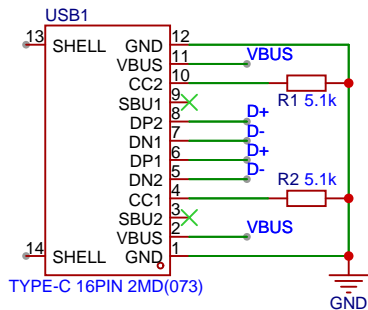 USB1
13 SHELL GND 12
VBUS 11 VBUS
CC2 10
R1 5.1k
SBU1 9
DP2 8 D+
DN1 7 D-
DP1 6 D+
DN2 5 D-
R2 5.1k
CC1 4
SBU2 3
VBUS 2 VBUS
14 SHELL GND 1
TYPE-C 16PIN 2MD(073)
GND